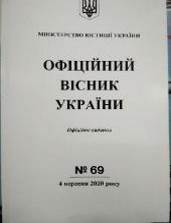 МІНІСТЕРСТВО ЮСТИЦІЇ УКРАЇНИ
ОФІЦІЙНИЙ
ВІСНИК
УКРАЇНИ
Офіційне видання
№ 69
4 вересня 2020 року